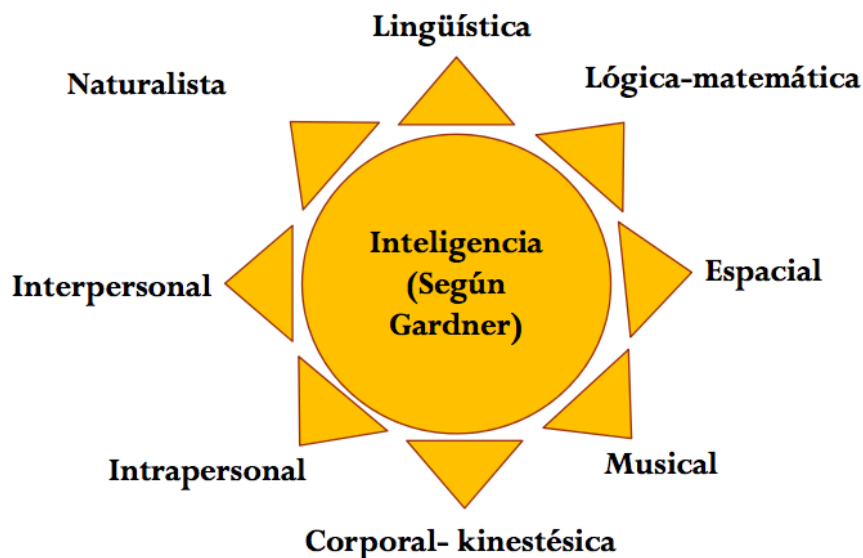 Lingüística
Naturalista
Lógica-matemática
Inteligencia
(Según
Gardner)
Interpersonal
Espacial
Intrapersonal
Musical
Corporal- kinestésica